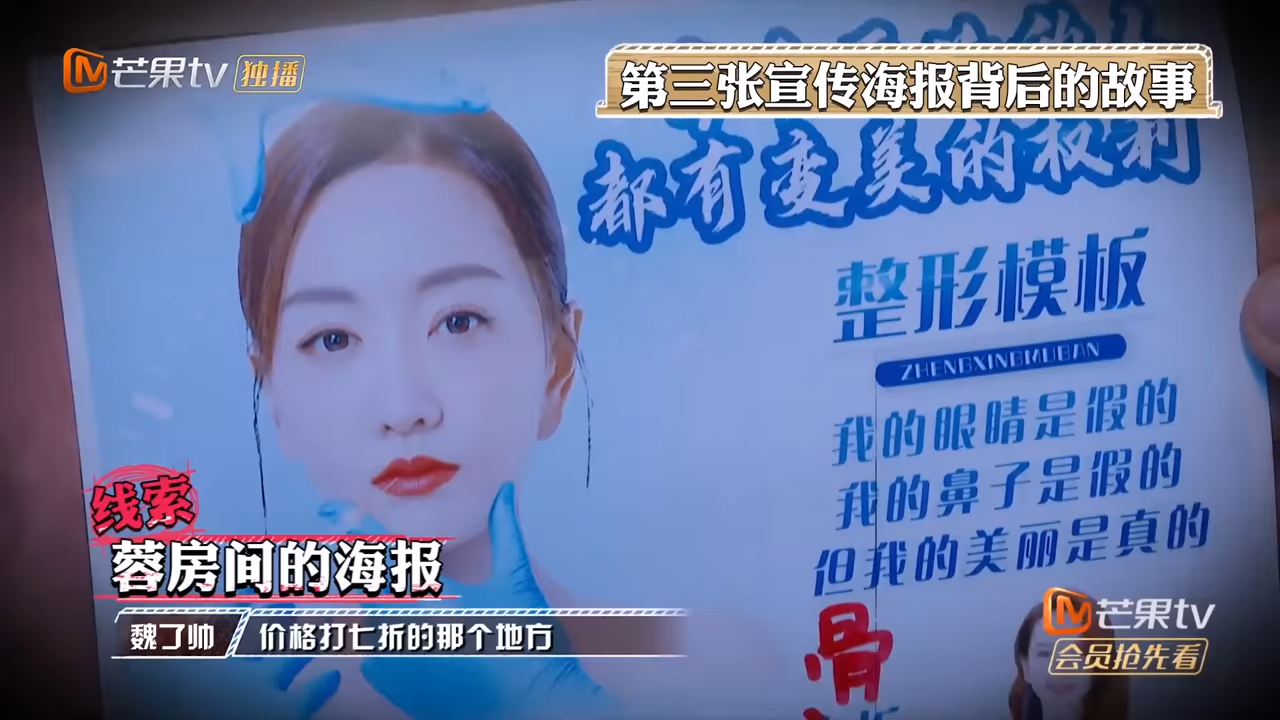 芒果tv 独播
第三张宣传海报背后的故事
都有变美的权利
整形模板
ZHENGXINGMUBAN
我的眼睛是假的
我的鼻子是假的
但我的美丽是真的
骨
线索
蓉房间的海报
魏了帅 价格打七折的那个地方
芒果tv
会员抢先看